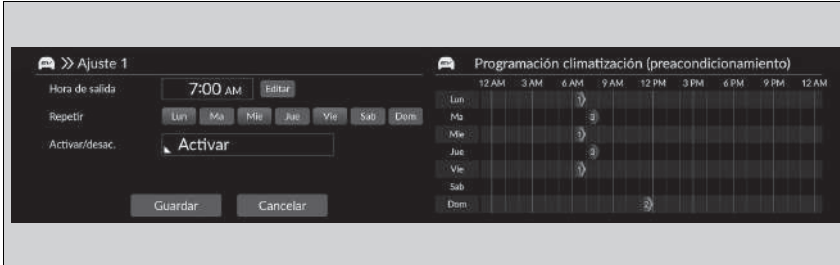 EV >> Ajuste 1
Hora de salida 7:00 AM Editar
Repetir Lun Ma Mie Jue Vie Sab Dom
Activar/desac. Activar
Guardar Cancelar
EV Programación climatización (preacondicionamiento)
12 AM 3 AM 6 AM 9 AM 12 PM 3 PM 6 PM 9 PM 12 AM
Lun 1
Ma 3
Mie 1
Jue 3
Vie 1
Sab
Dom 2